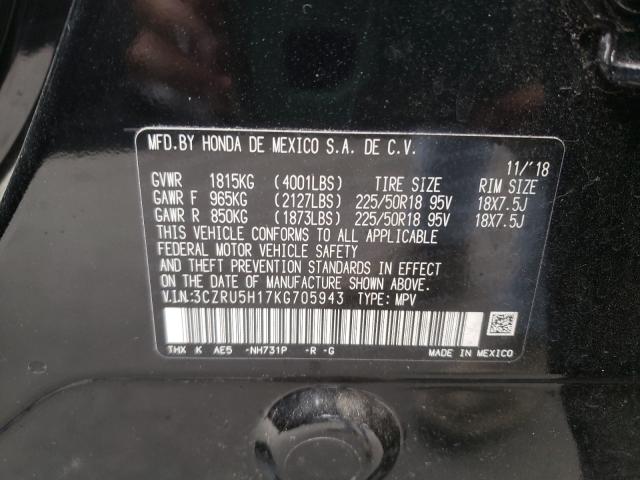 MFD.BY HONDA DE MEXICO S.A. DE C.V.
11/'18
GVWR 1815KG (4001LBS) TIRE SIZE RIM SIZE
GAWR F 965KG (2127LBS) 225/50R18 95V 18X7.5J
GAWR R 850KG (1873LBS) 225/50R18 95V 18X7.5J
THIS VEHICLE CONFORMS TO ALL APPLICABLE
FEDERAL MOTOR VEHICLE SAFETY
AND THEFT PREVENTION STANDARDS IN EFFECT
ON THE DATE OF MANUFACTURE SHOWN ABOVE.
V.I.N.:3CZRU5H17KG705943 TYPE: MPV
THX K AE5 -NH731P -R -G MADE IN MEXICO